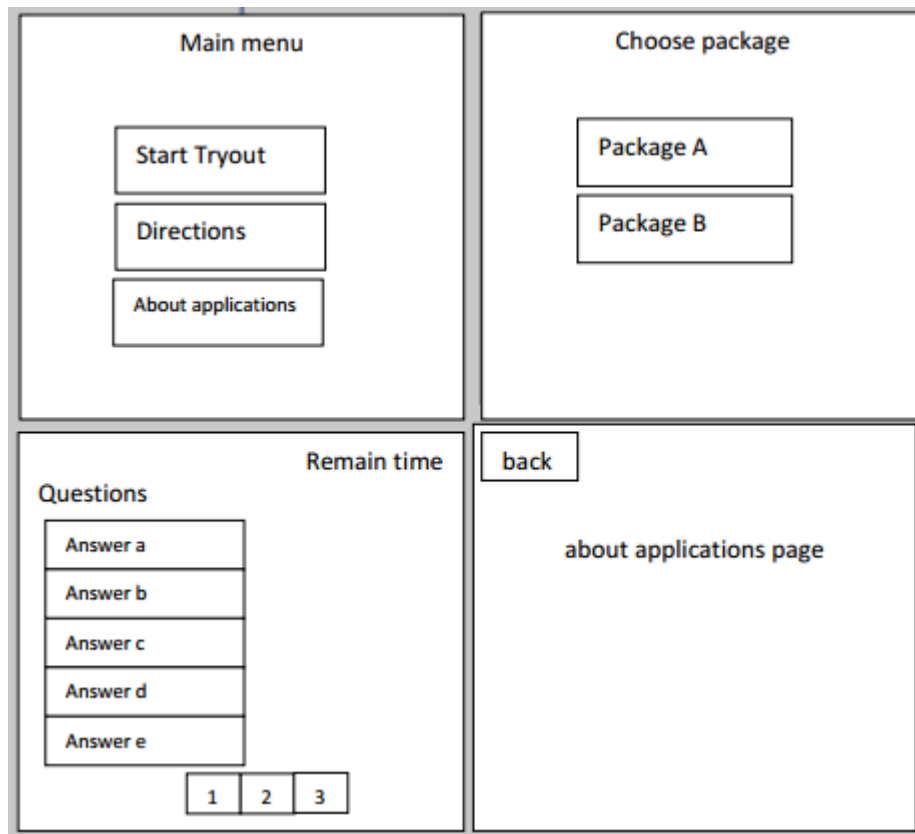 Main menu
Start Tryout
Directions
About applications
Choose package
Package A
Package B
Remain time
Questions
Answer a
Answer b
Answer c
Answer d
Answer e
1 2 3
back
about applications page